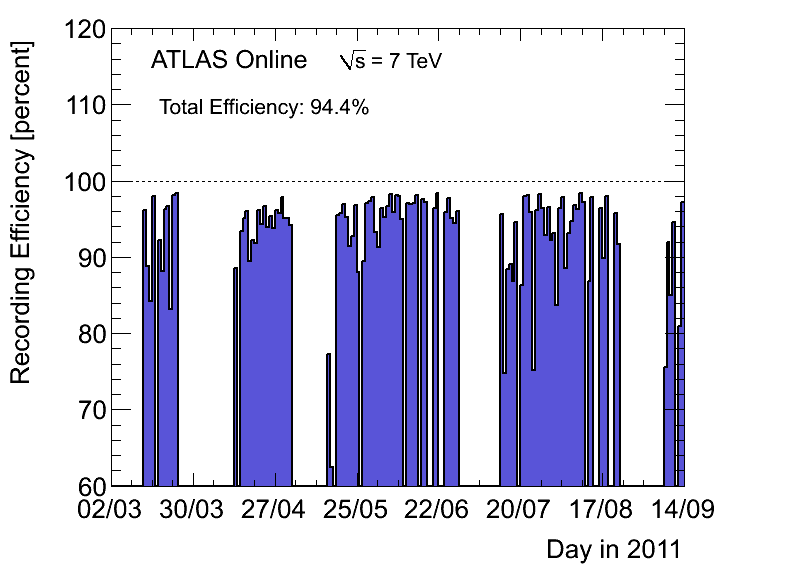 120
ATLAS Online √s = 7 TeV
110
Total Efficiency: 94.4%
100
90
80
70
60
Recording Efficiency [percent]
02/03 30/03 27/04 25/05 22/06 20/07 17/08 14/09
Day in 2011